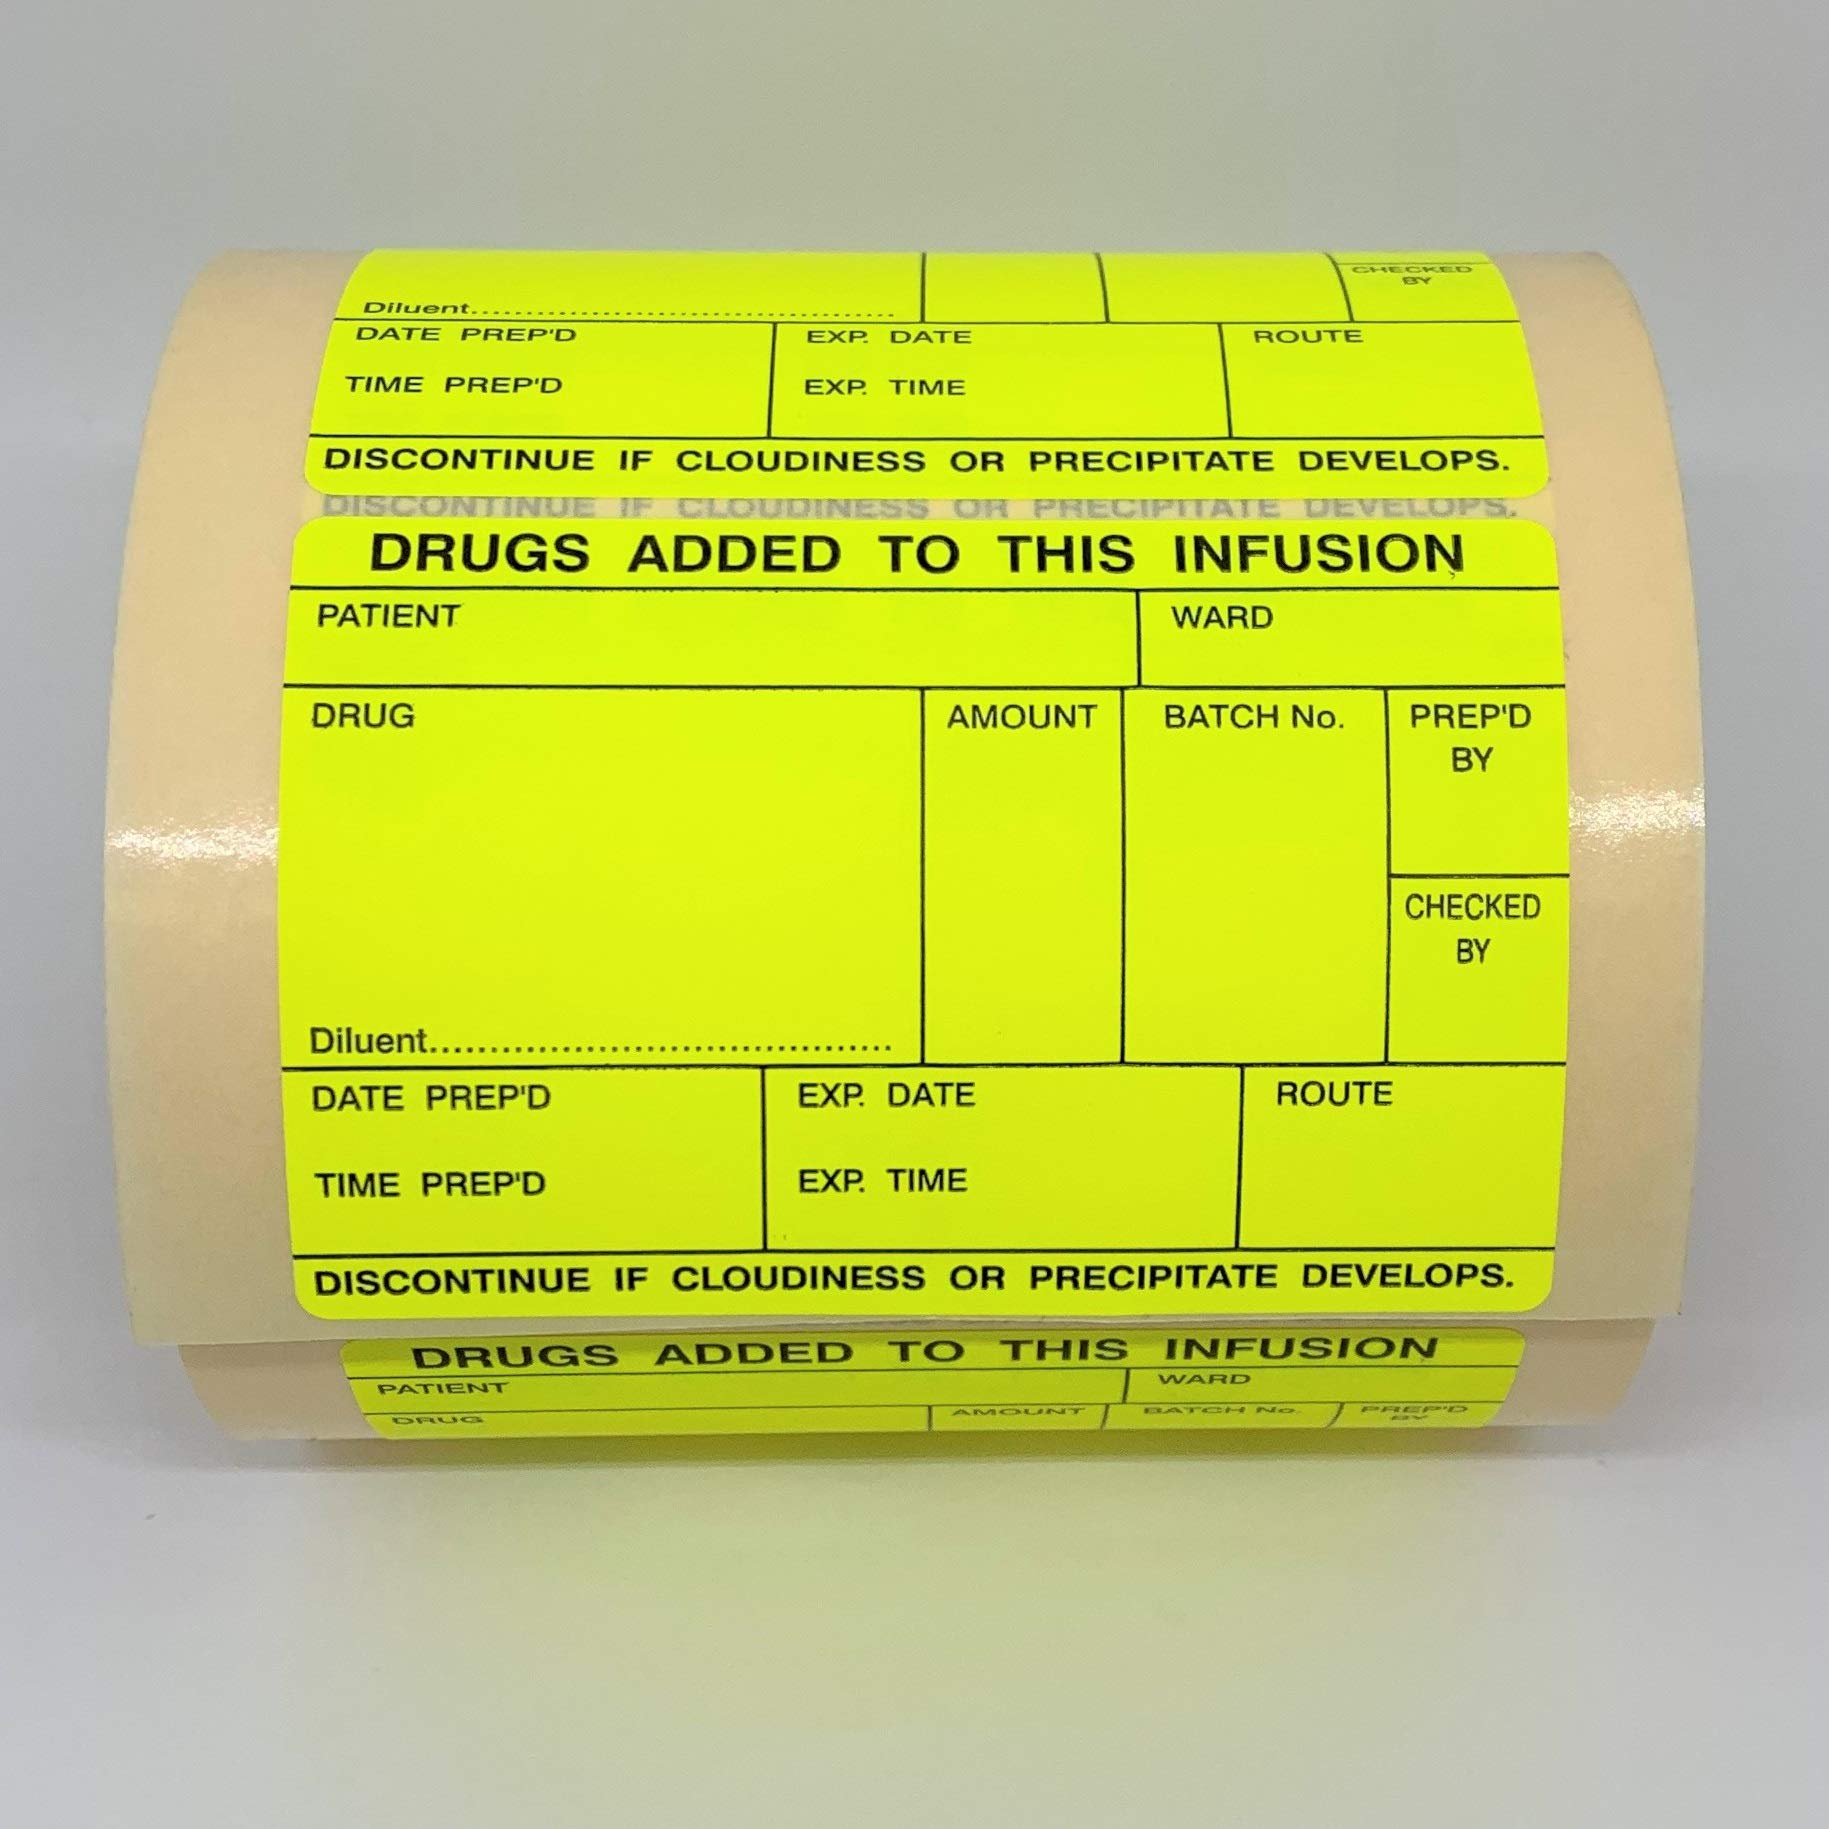 CHECKED
BY
Diluent..........................................
DATE PREP'D EXP. DATE ROUTE
TIME PREP'D EXP. TIME
DISCONTINUE IF CLOUDINESS OR PRECIPITATE DEVELOPS.
DISCONTINUE IF CLOUDINESS OR PRECIPITATE DEVELOPS.
DRUGS ADDED TO THIS INFUSION
PATIENT WARD
DRUG AMOUNT BATCH No. PREP'D
BY
CHECKED
BY
Diluent......................................
DATE PREP'D EXP. DATE ROUTE
TIME PREP'D EXP. TIME
DISCONTINUE IF CLOUDINESS OR PRECIPITATE DEVELOPS.
DRUGS ADDED TO THIS INFUSION
PATIENT WARD
DRUG AMOUNT BATCH No. PREP'D
BY